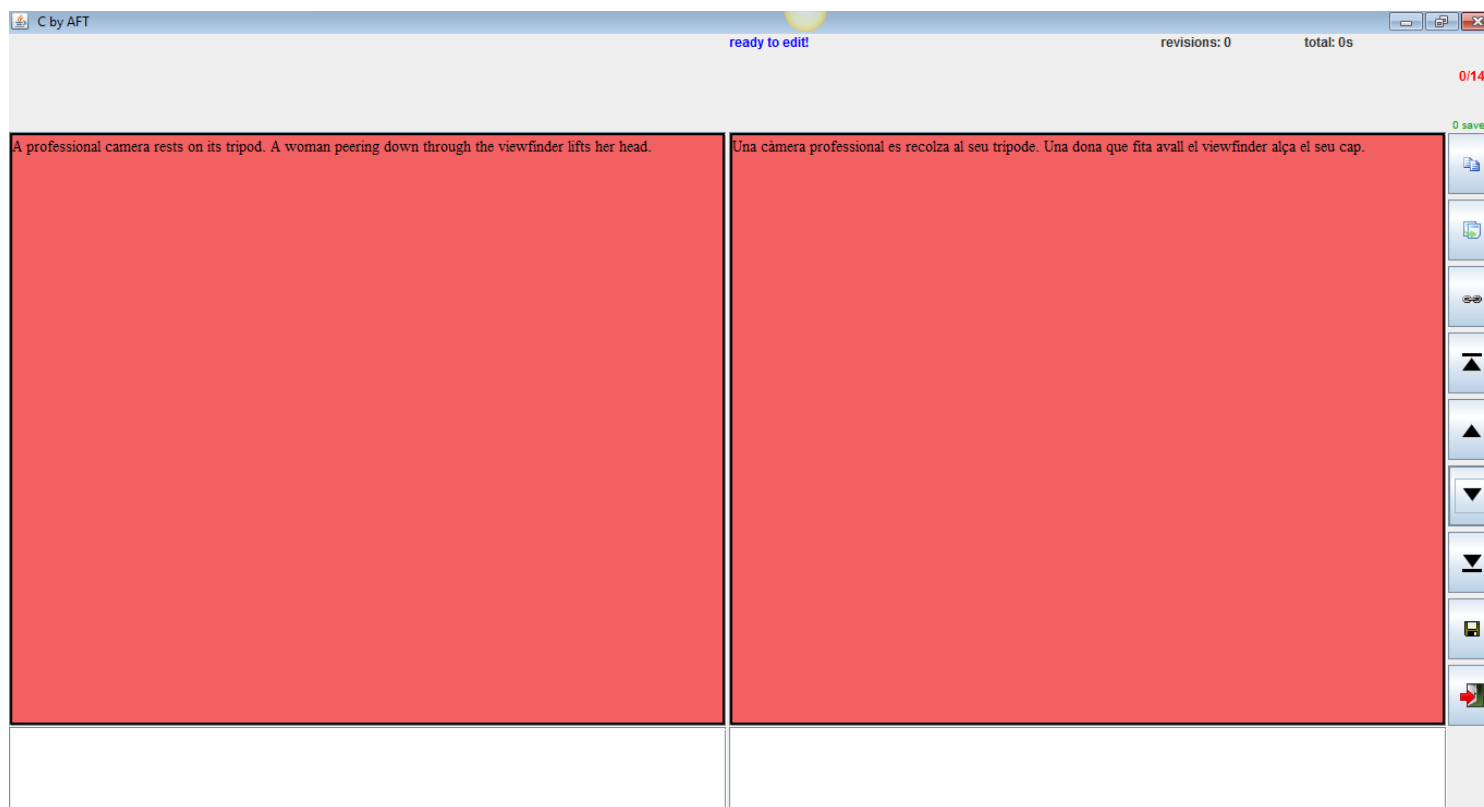 C by AFT
ready to edit! revisions: 0 total: 0s
0/14
0 save
A professional camera rests on its tripod. A woman peering down through the viewfinder lifts her head.
Una càmera professional es recolza al seu trípode. Una dona que fita avall el viewfinder alça el seu cap.